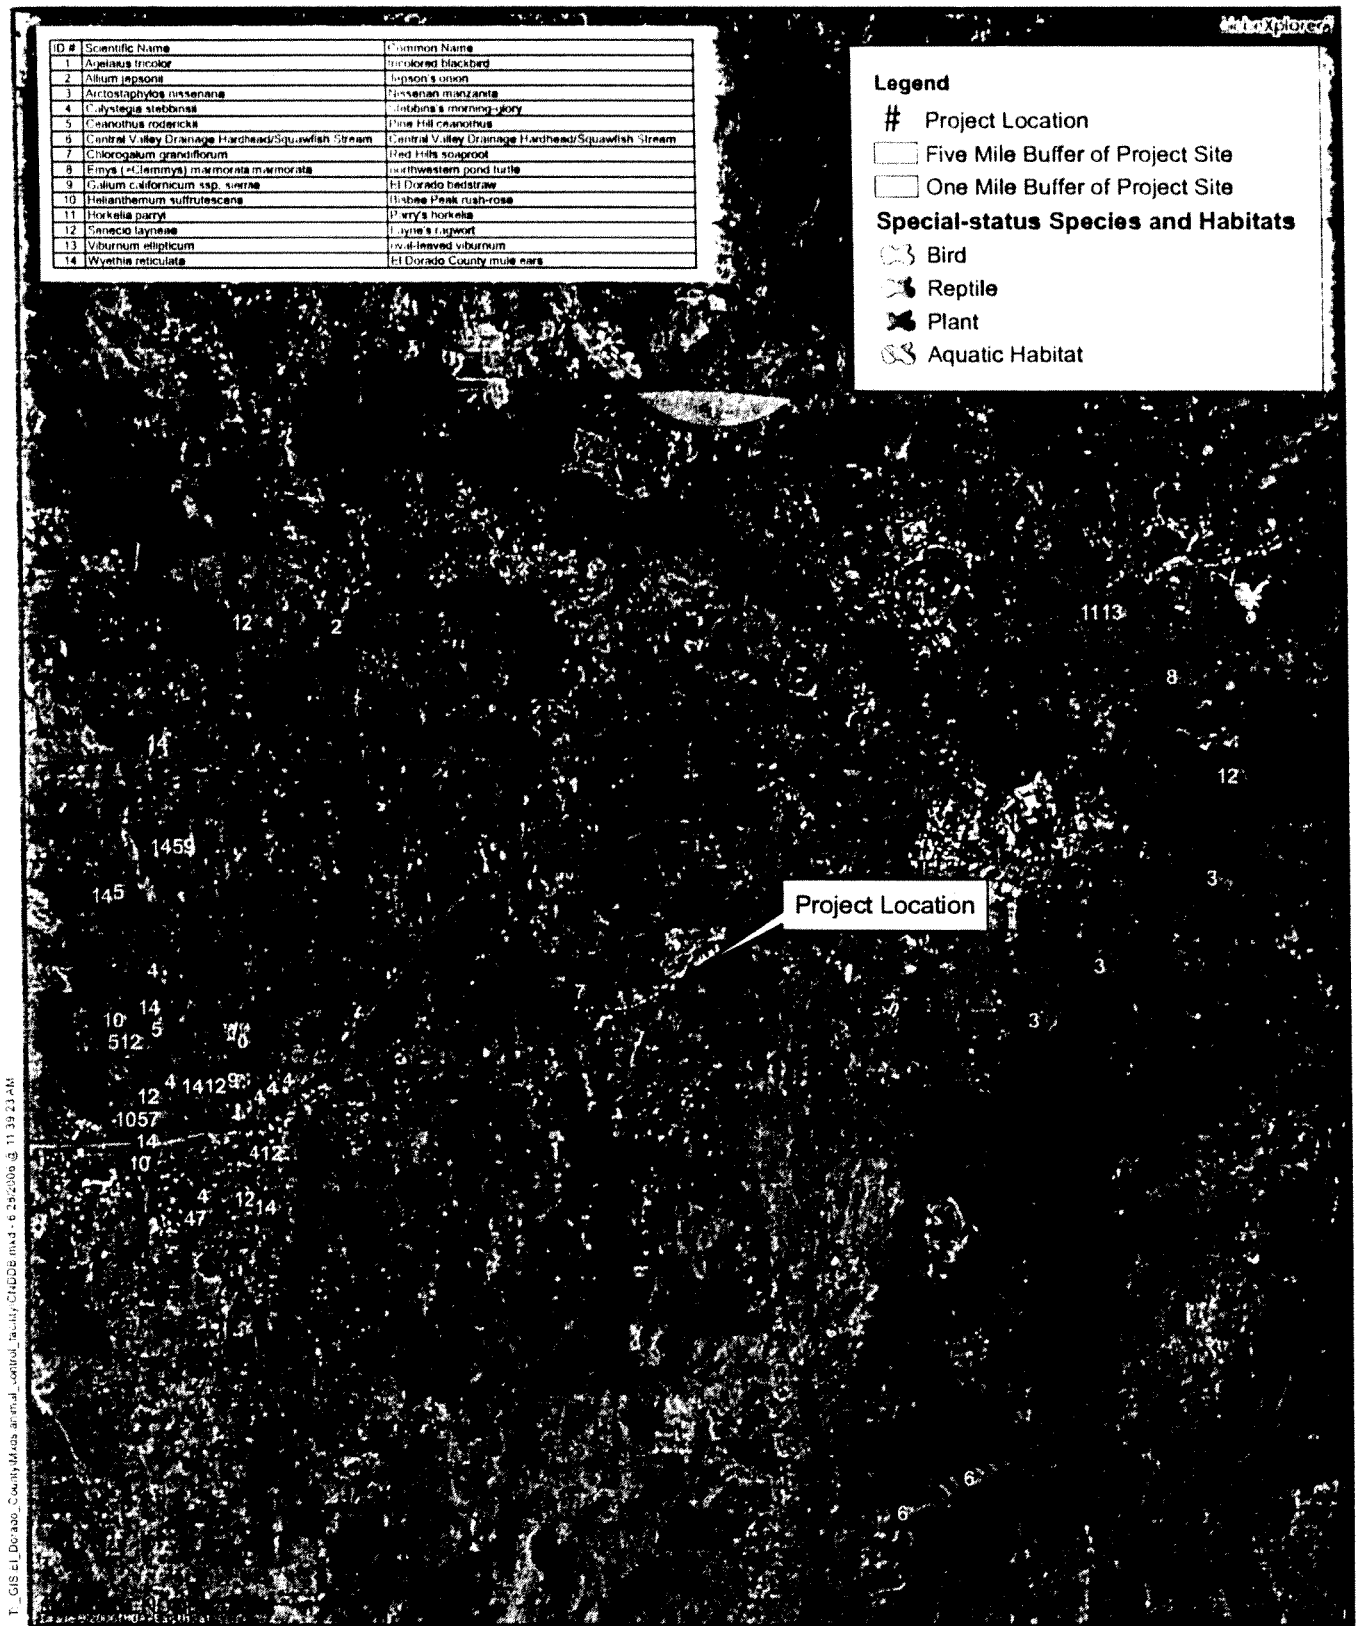 ID # Scientific Name Common Name
1 Agelaius tricolor tricolored blackbird
2 Allium jepsonii Jepson's onion
3 Arctostaphylos nissenana Nissenan manzanita
4 Calystegia stebbinsii Stebbins's morning-glory
5 Ceanothus roderickii Pine Hill ceanothus
6 Central Valley Drainage Hardhead/Squawfish Stream Central Valley Drainage Hardhead/Squawfish Stream
7 Chlorogalum grandiflorum Red Hills soaproot
8 Emys (=Clemmys) marmorata marmorata northwestern pond turtle
9 Galium californicum ssp. sierrae El Dorado bedstraw
10 Helianthemum suffrutescens Bisbee Peak rush-rose
11 Horkelia parryi Parry's horkelia
12 Senecio layneae Layne's ragwort
13 Viburnum ellipticum oval-leaved viburnum
14 Wyethia reticulata El Dorado County mule ears
Legend
# Project Location
Five Mile Buffer of Project Site
One Mile Buffer of Project Site
Special-status Species and Habitats
Bird
Reptile
Plant
Aquatic Habitat
1
12
2
1113
8
14
12
1459
145
3
Project Location
4
3
7
14
10
5
3
512
4
1412
9
4
4
4
12
1057
14
412
10
4
12
14
47
6
6